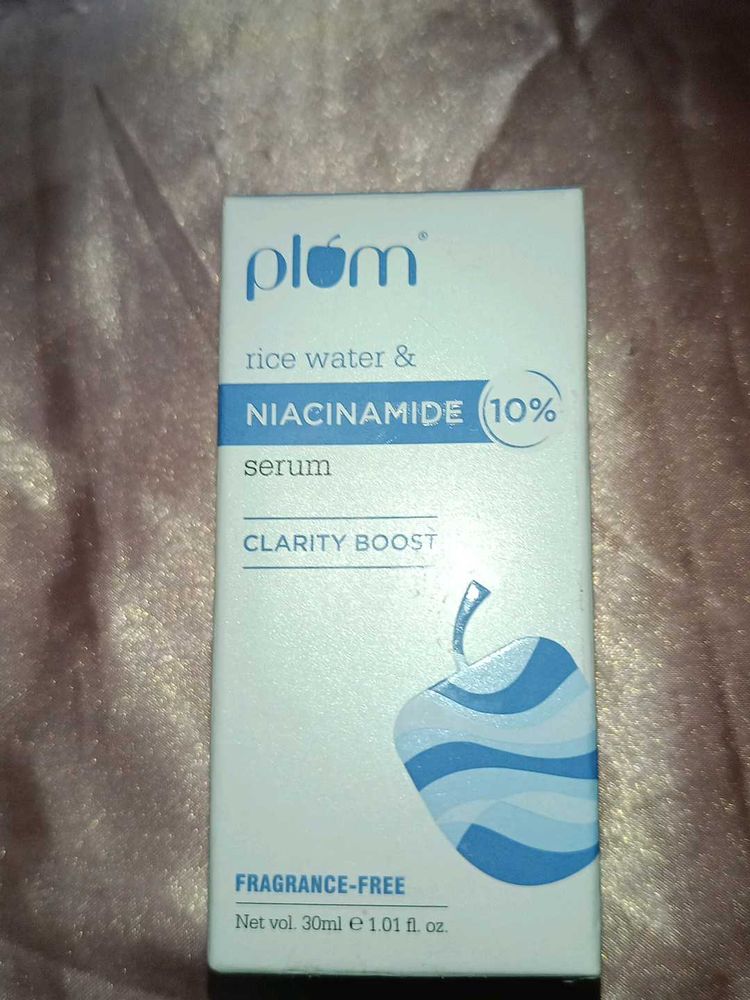 plum®
rice water &
NIACINAMIDE 10%
serum
CLARITY BOOST
FRAGRANCE-FREE
Net vol. 30ml ℮ 1.01 fl. oz.